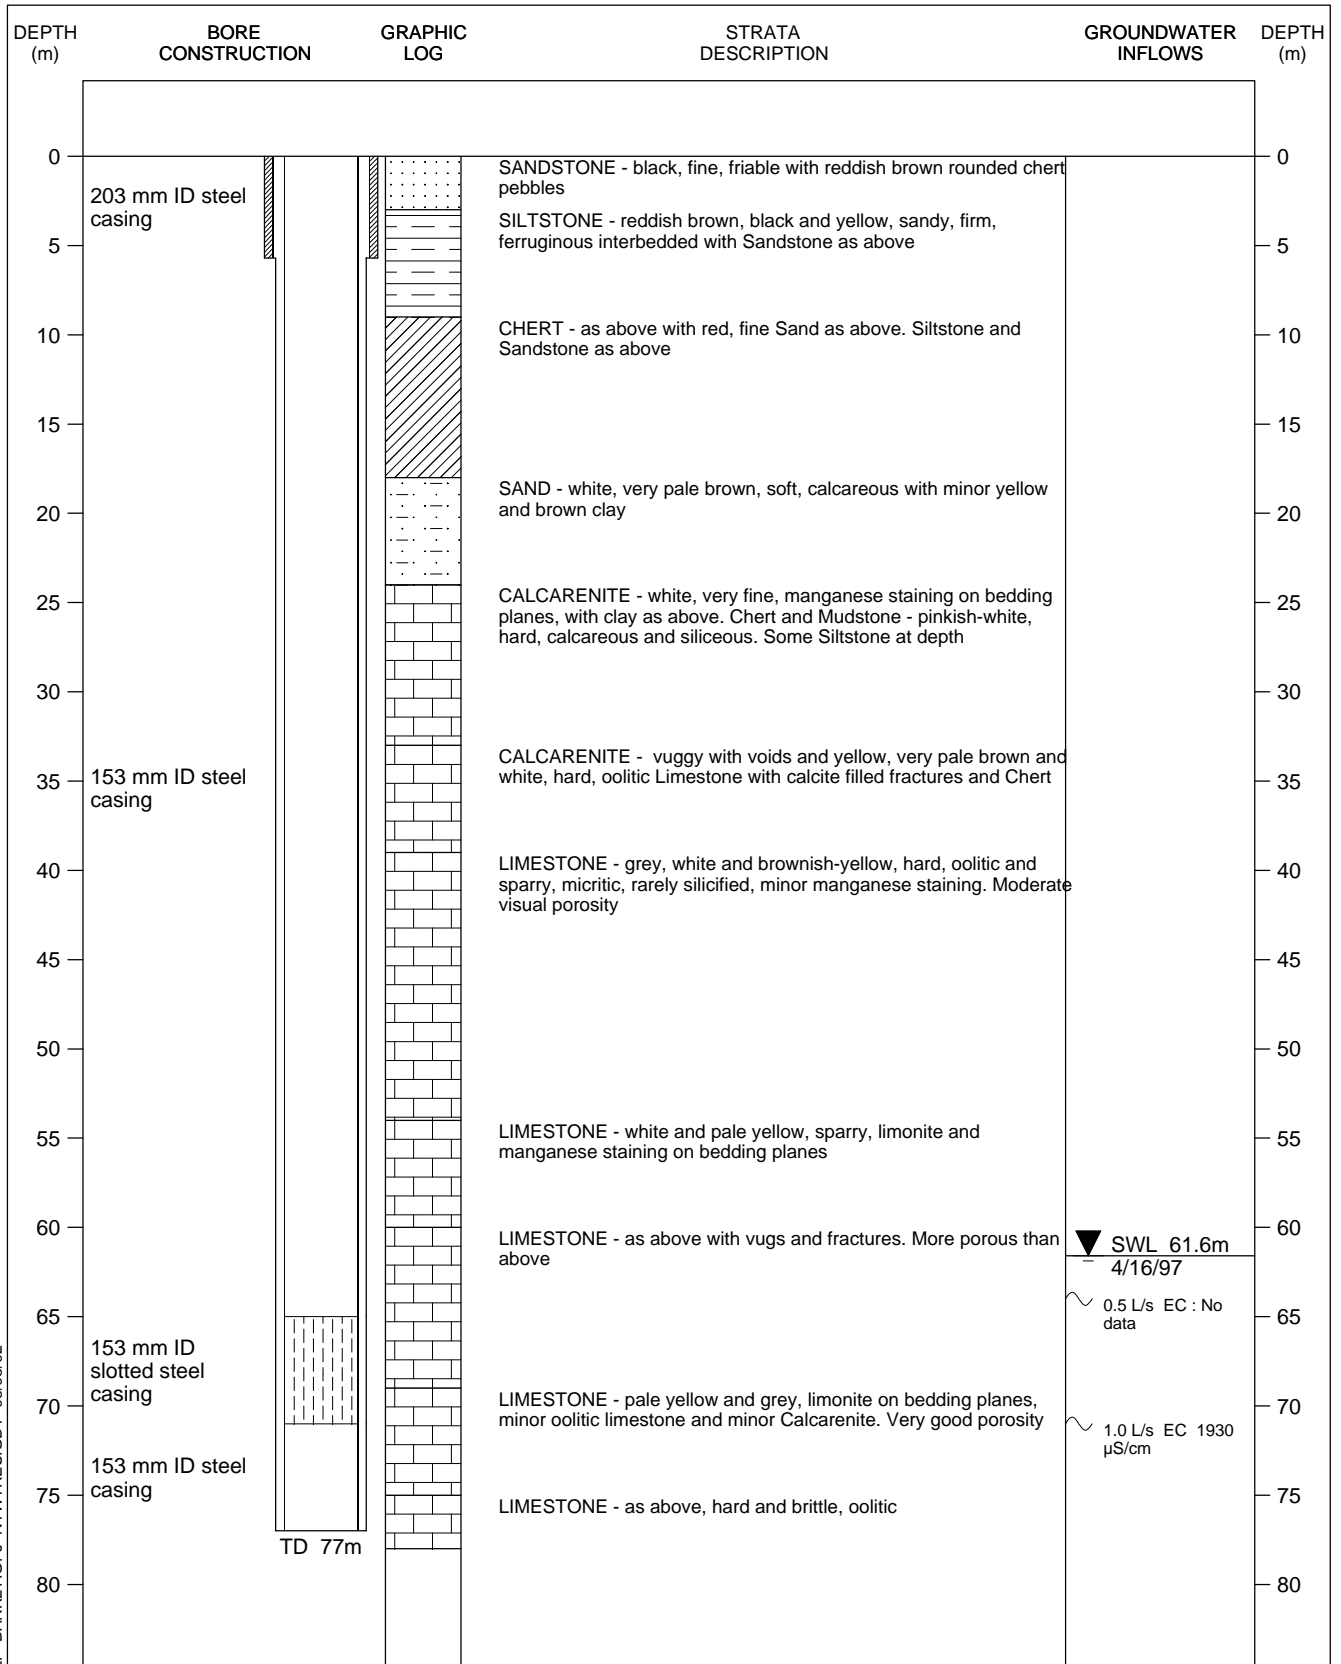 DEPTH
(m)
BORE
CONSTRUCTION
GRAPHIC
LOG
STRATA
DESCRIPTION
GROUNDWATER
INFLOWS
DEPTH
(m)
0
5
10
15
20
25
30
35
40
45
50
55
60
65
70
75
80
203 mm ID steel
casing
153 mm ID steel
casing
153 mm ID
slotted steel
casing
153 mm ID steel
casing
TD 77m
SANDSTONE - black, fine, friable with reddish brown rounded chert
pebbles
SILTSTONE - reddish brown, black and yellow, sandy, firm,
ferruginous interbedded with Sandstone as above
CHERT - as above with red, fine Sand as above. Siltstone and
Sandstone as above
SAND - white, very pale brown, soft, calcareous with minor yellow
and brown clay
CALCARENITE - white, very fine, manganese staining on bedding
planes, with clay as above. Chert and Mudstone - pinkish-white,
hard, calcareous and siliceous. Some Siltstone at depth
CALCARENITE - vuggy with voids and yellow, very pale brown and
white, hard, oolitic Limestone with calcite filled fractures and Chert
LIMESTONE - grey, white and brownish-yellow, hard, oolitic and
sparry, micritic, rarely silicified, minor manganese staining. Moderate
visual porosity
LIMESTONE - white and pale yellow, sparry, limonite and
manganese staining on bedding planes
LIMESTONE - as above with vugs and fractures. More porous than
above
LIMESTONE - pale yellow and grey, limonite on bedding planes,
minor oolitic limestone and minor Calcarenite. Very good porosity
LIMESTONE - as above, hard and brittle, oolitic
SWL 61.6m
4/16/97
0.5 L/s EC : No
data
1.0 L/s EC 1930
µS/cm
0
5
10
15
20
25
30
35
40
45
50
55
60
65
70
75
80